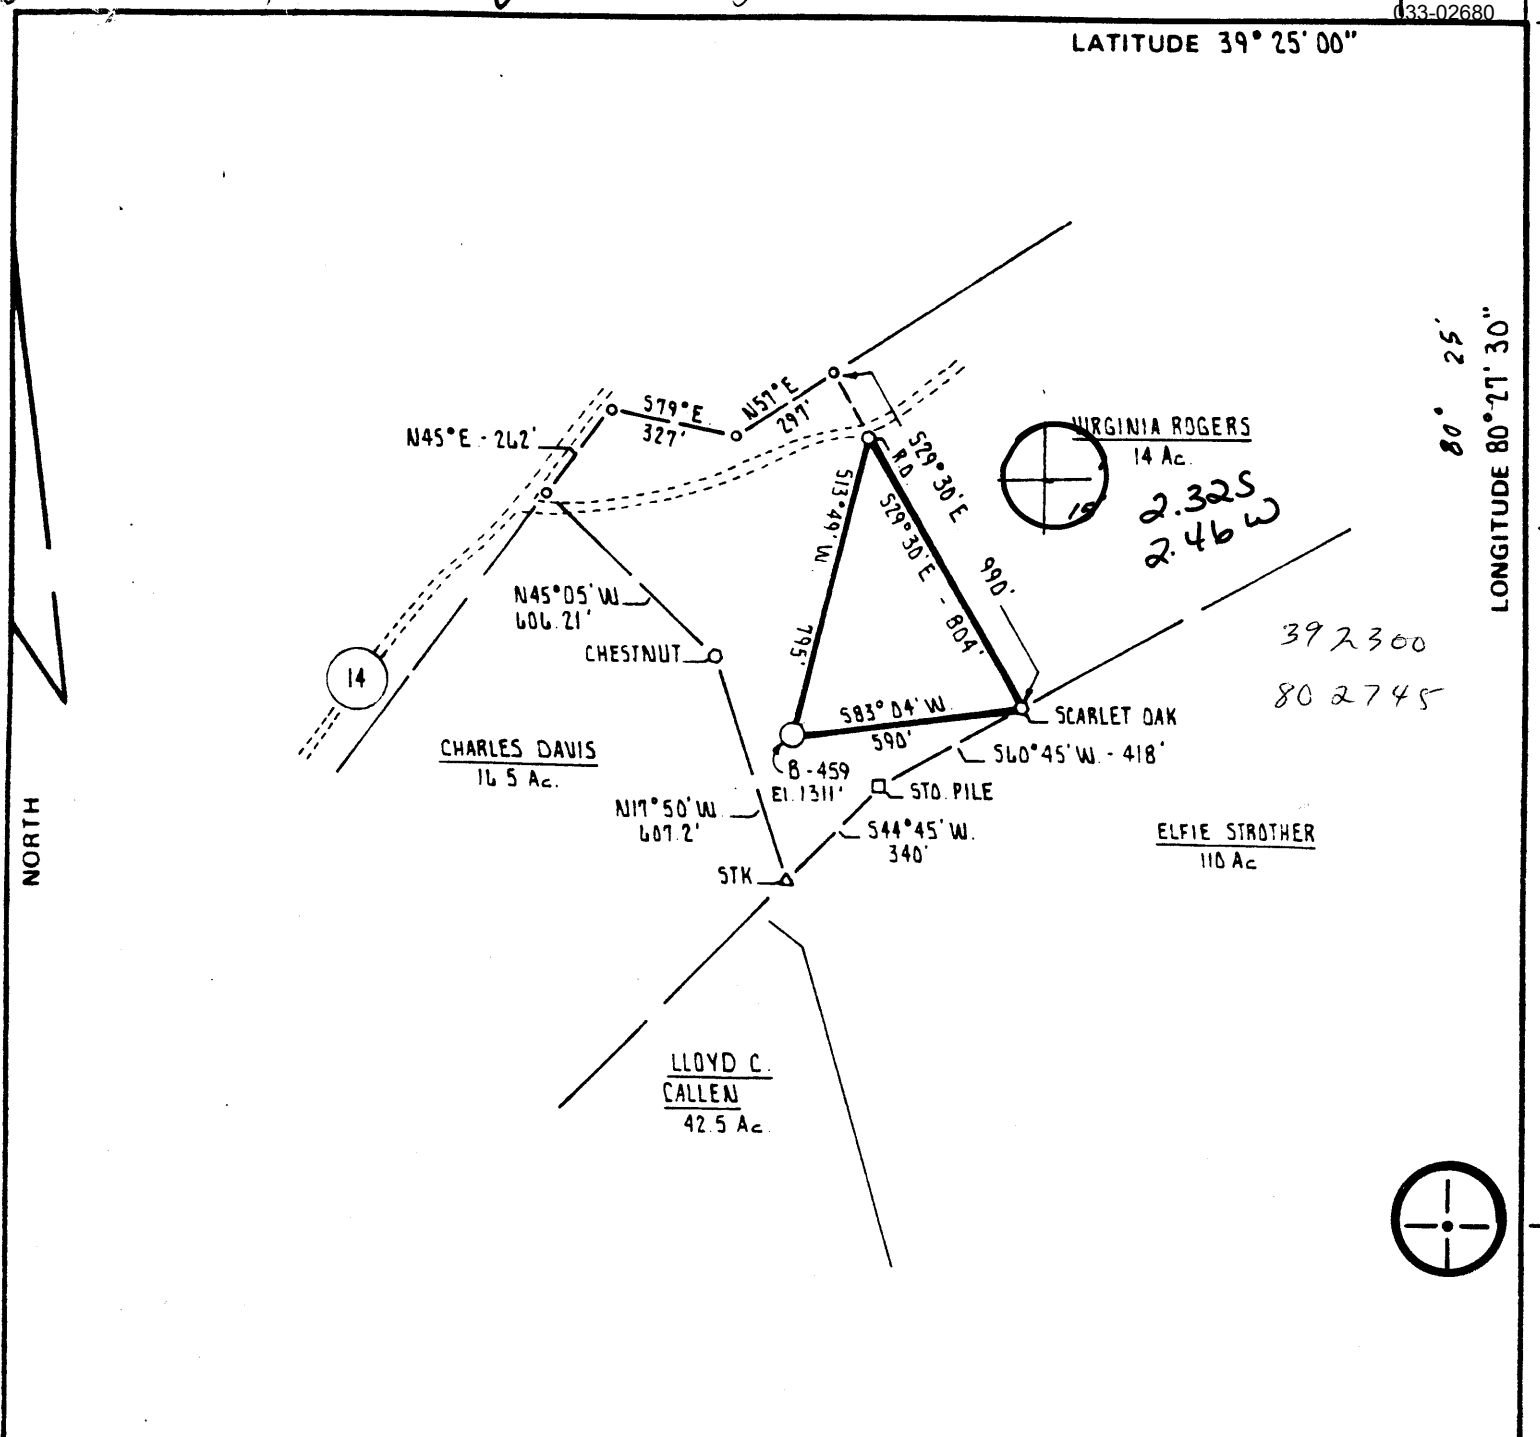 033-02680
LATITUDE 39° 25' 00"
80° 25'
LONGITUDE 80° 27' 30"
S79° E.
327'
N57° E
297'
N45° E - 262'
VIRGINIA ROGERS
14 Ac.
2.32S
2.46 W
R.O.
S29° 30' E
990'
S29° 30' E - 804'
S13° 49' W
795'
N45° 05' W
606.21'
CHESTNUT
392300
802745
14
S83° 04' W.
590'
SCARLET OAK
S60° 45' W. - 418'
CHARLES DAVIS
16.5 Ac.
B-459
El. 1311'
STO. PILE
N17° 50' W.
607.2'
S44° 45' W.
340'
ELFIE STROTHER
110 Ac
NORTH
STK
LLOYD C.
CALLEN
42.5 Ac.